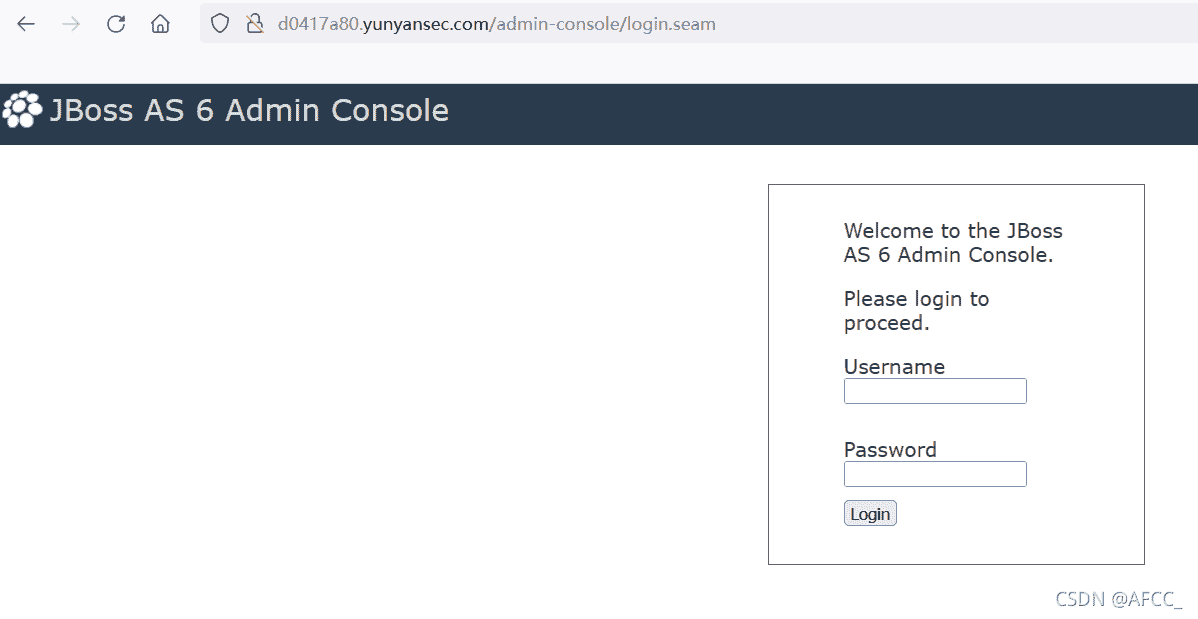 d0417a80.yunyansec.com/admin-console/login.seam
JBoss AS 6 Admin Console
Welcome to the JBoss
AS 6 Admin Console.
Please login to
proceed.
Username
Password
Login
CSDN @AFCC_